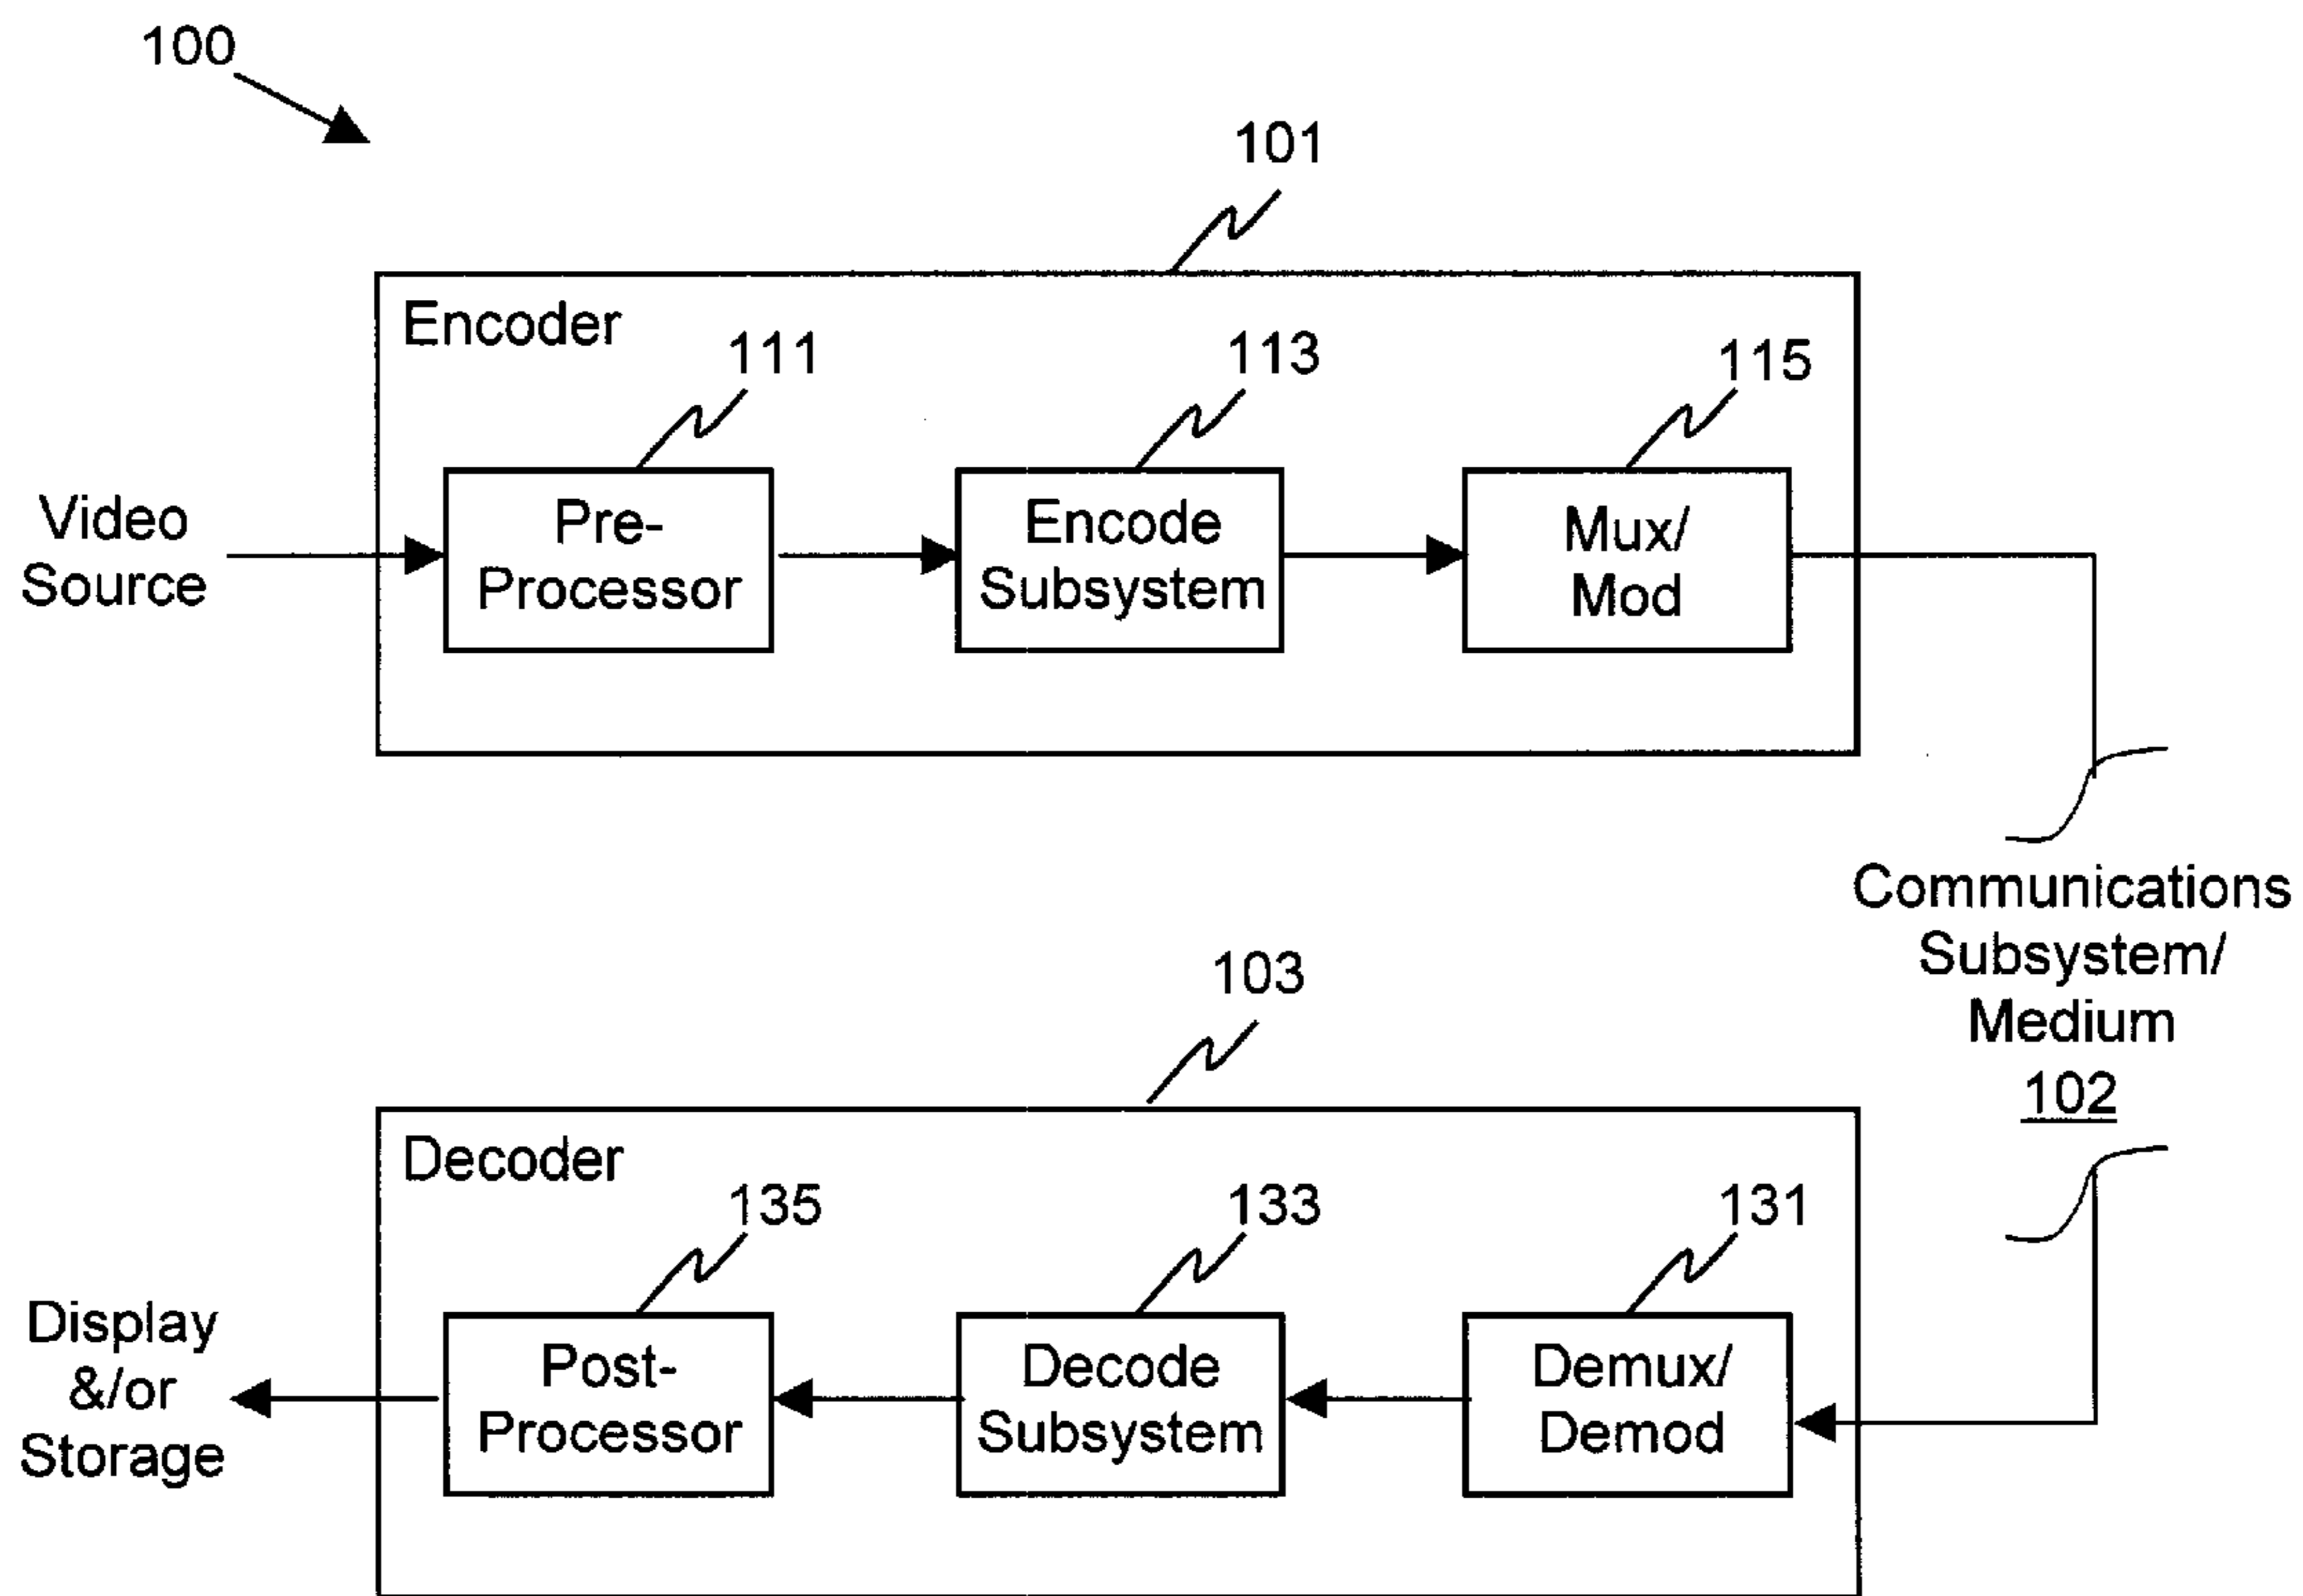 100
101
Encoder
111
113
115
Video
Source
Pre-
Processor
Encode
Subsystem
Mux/
Mod
Communications
Subsystem/
Medium
102
103
Decoder
135
133
131
Display
&/or
Storage
Post-
Processor
Decode
Subsystem
Demux/
Demod